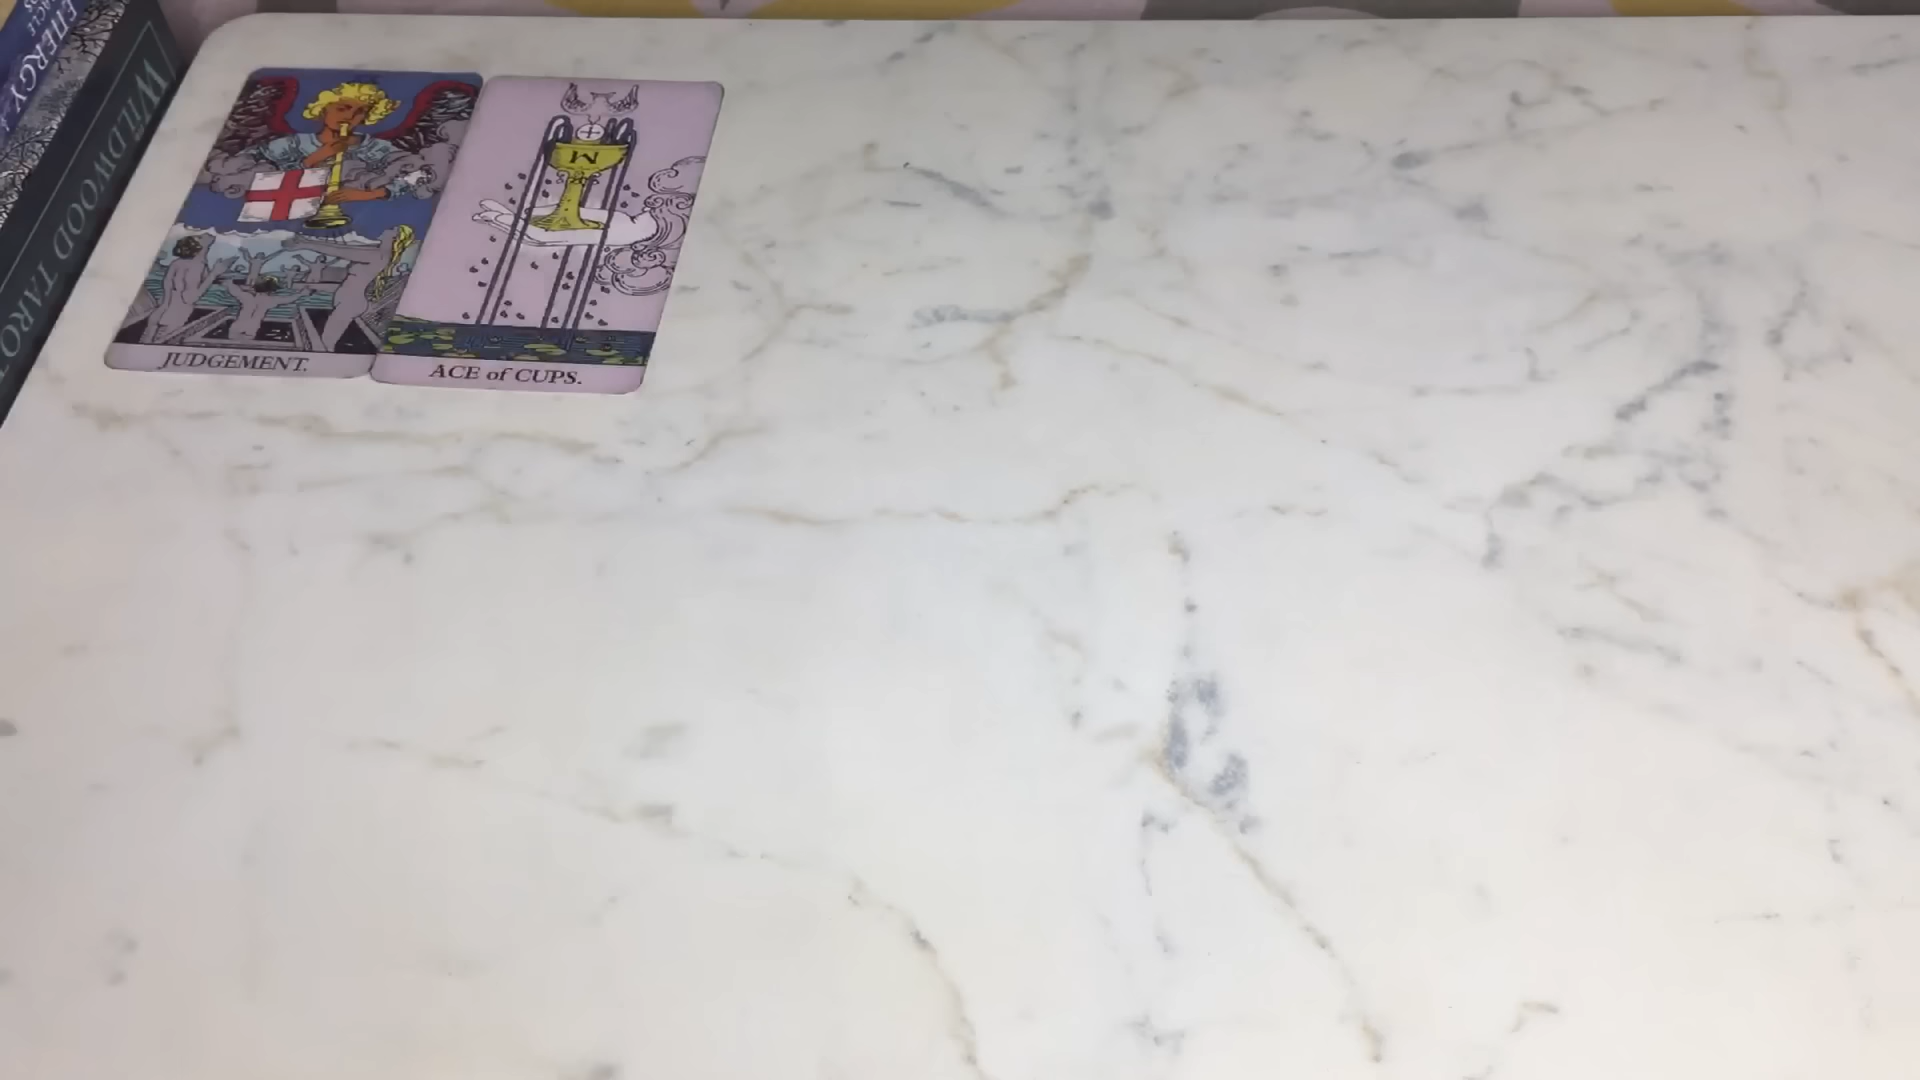 ENERGY
WILDWOOD TAROT
JUDGEMENT.
ACE of CUPS.